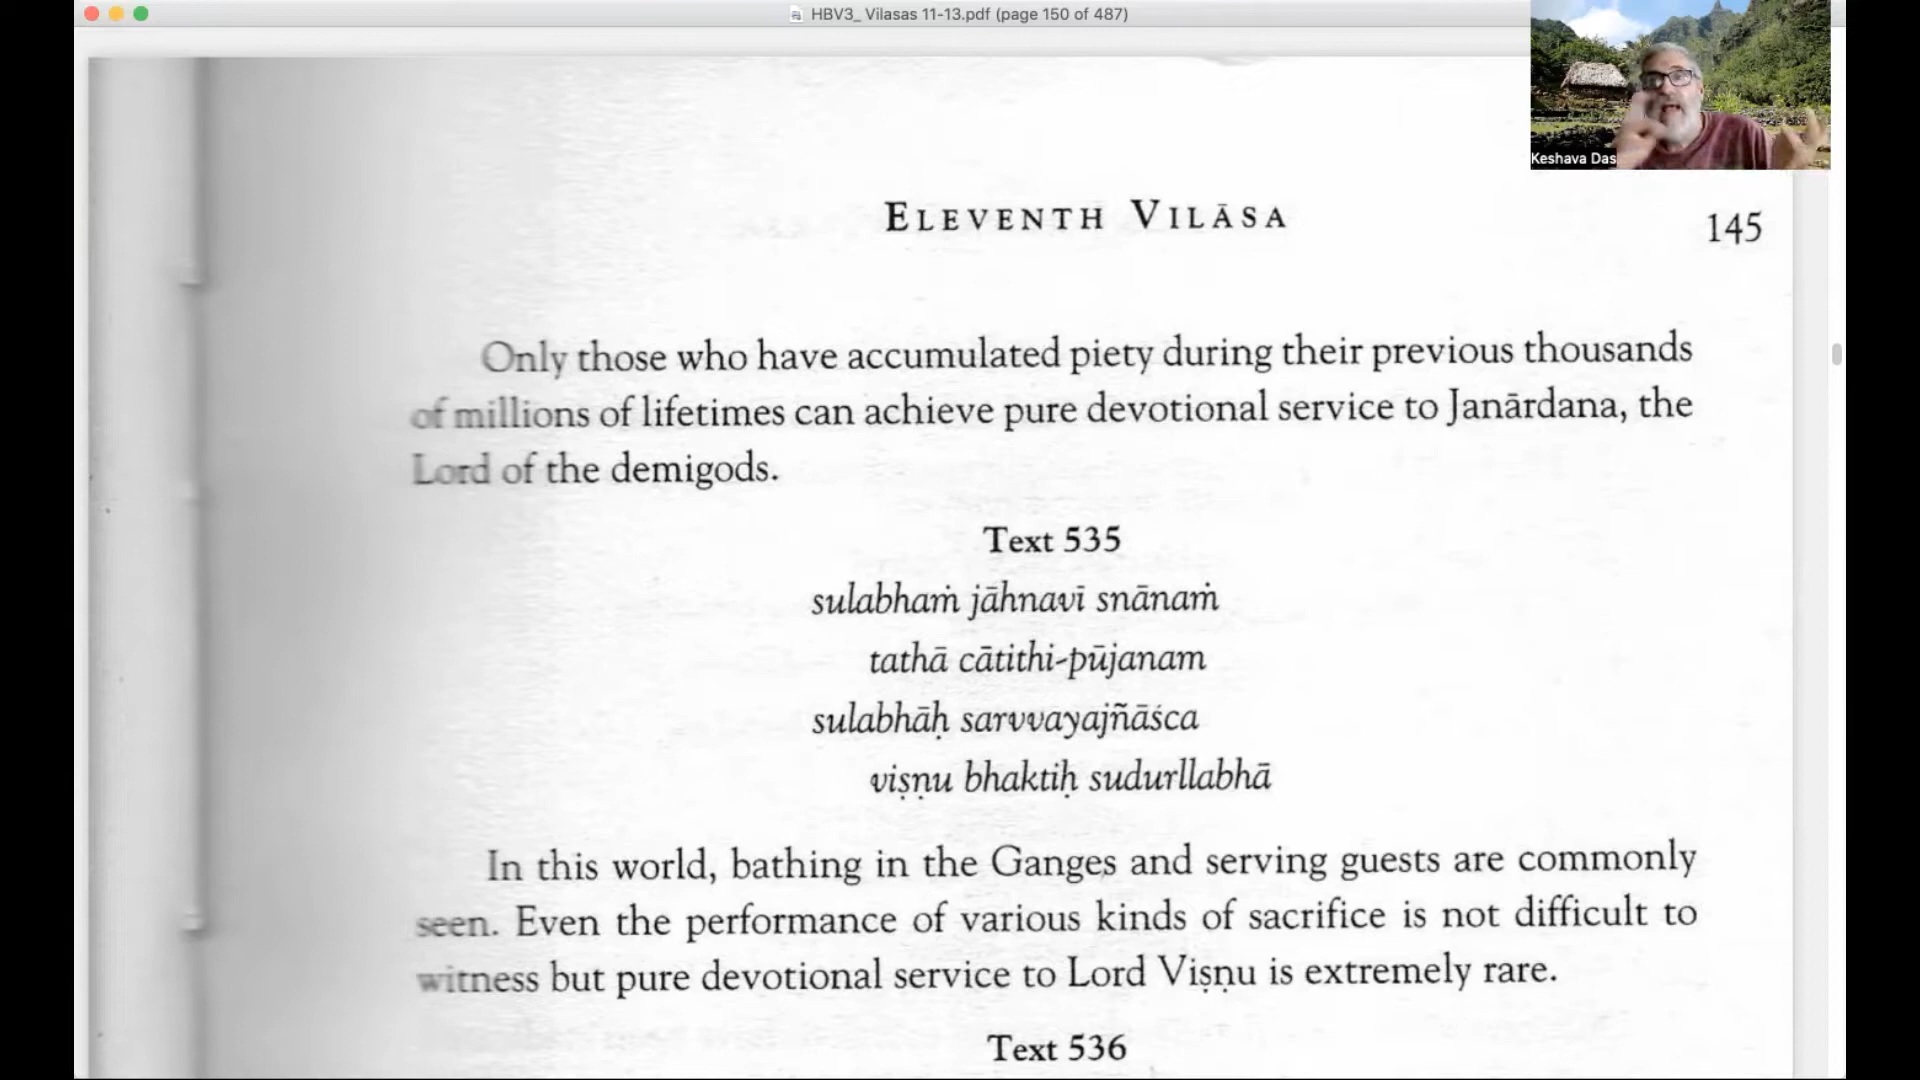 HBV3_ Vilasas 11-13.pdf (page 150 of 487)
Keshava Das
ELEVENTH VILĀSA
145
Only those who have accumulated piety during their previous thousands
of millions of lifetimes can achieve pure devotional service to Janārdana, the
Lord of the demigods.
Text 535
sulabhaṁ jāhnavī snānaṁ
tathā cātithi-pūjanam
sulabhāḥ sarvvayajñāśca
viṣṇu bhaktiḥ sudurllabhā
In this world, bathing in the Ganges and serving guests are commonly
seen. Even the performance of various kinds of sacrifice is not difficult to
witness but pure devotional service to Lord Viṣṇu is extremely rare.
Text 536